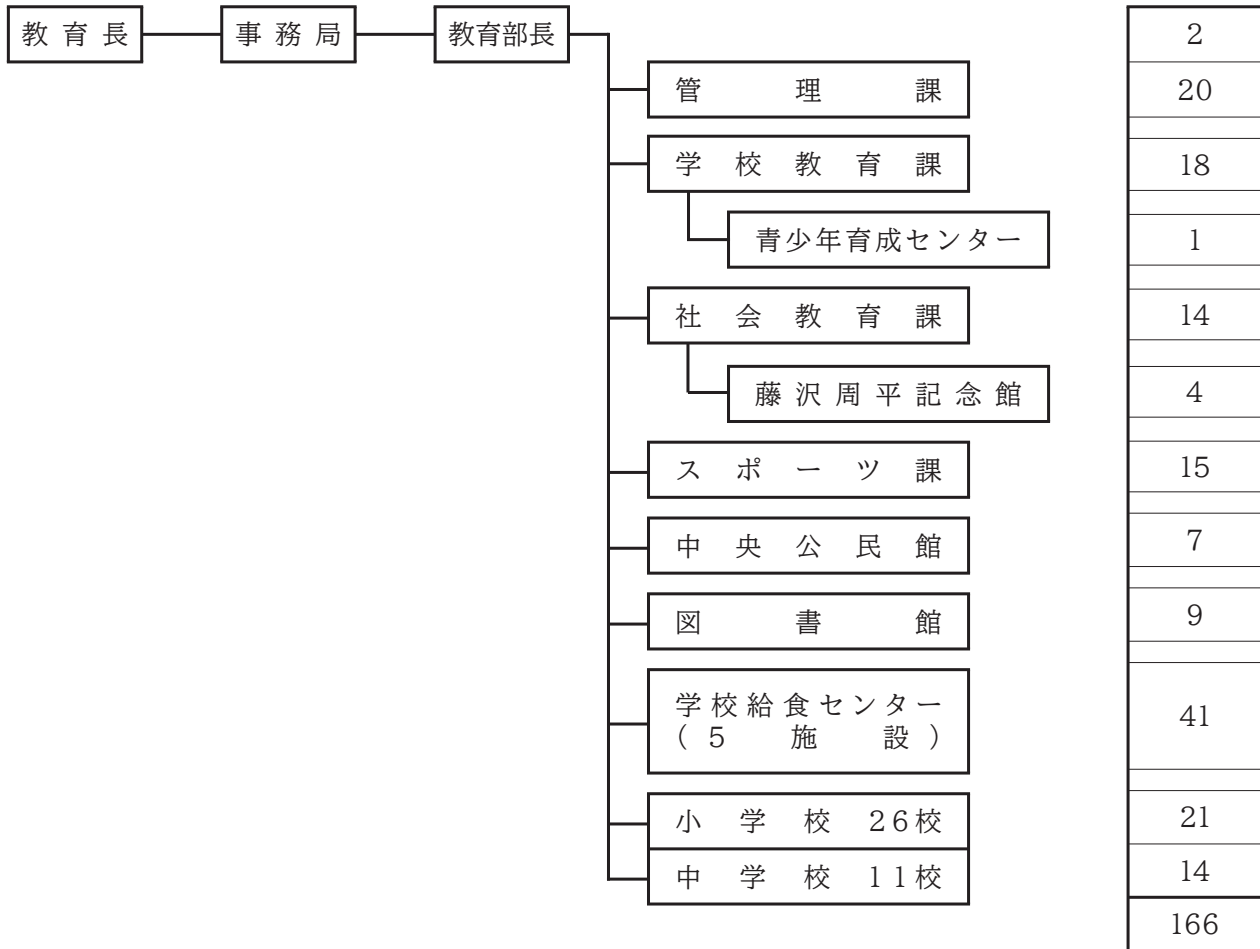 教育長 事務局 教育部長 2
管理課 20
学校教育課 18
青少年育成センター 1
社会教育課 14
藤沢周平記念館 4
スポーツ課 15
中央公民館 7
図書館 9
学校給食センター
(5施設) 41
小学校 26校 21
中学校 11校 14
166